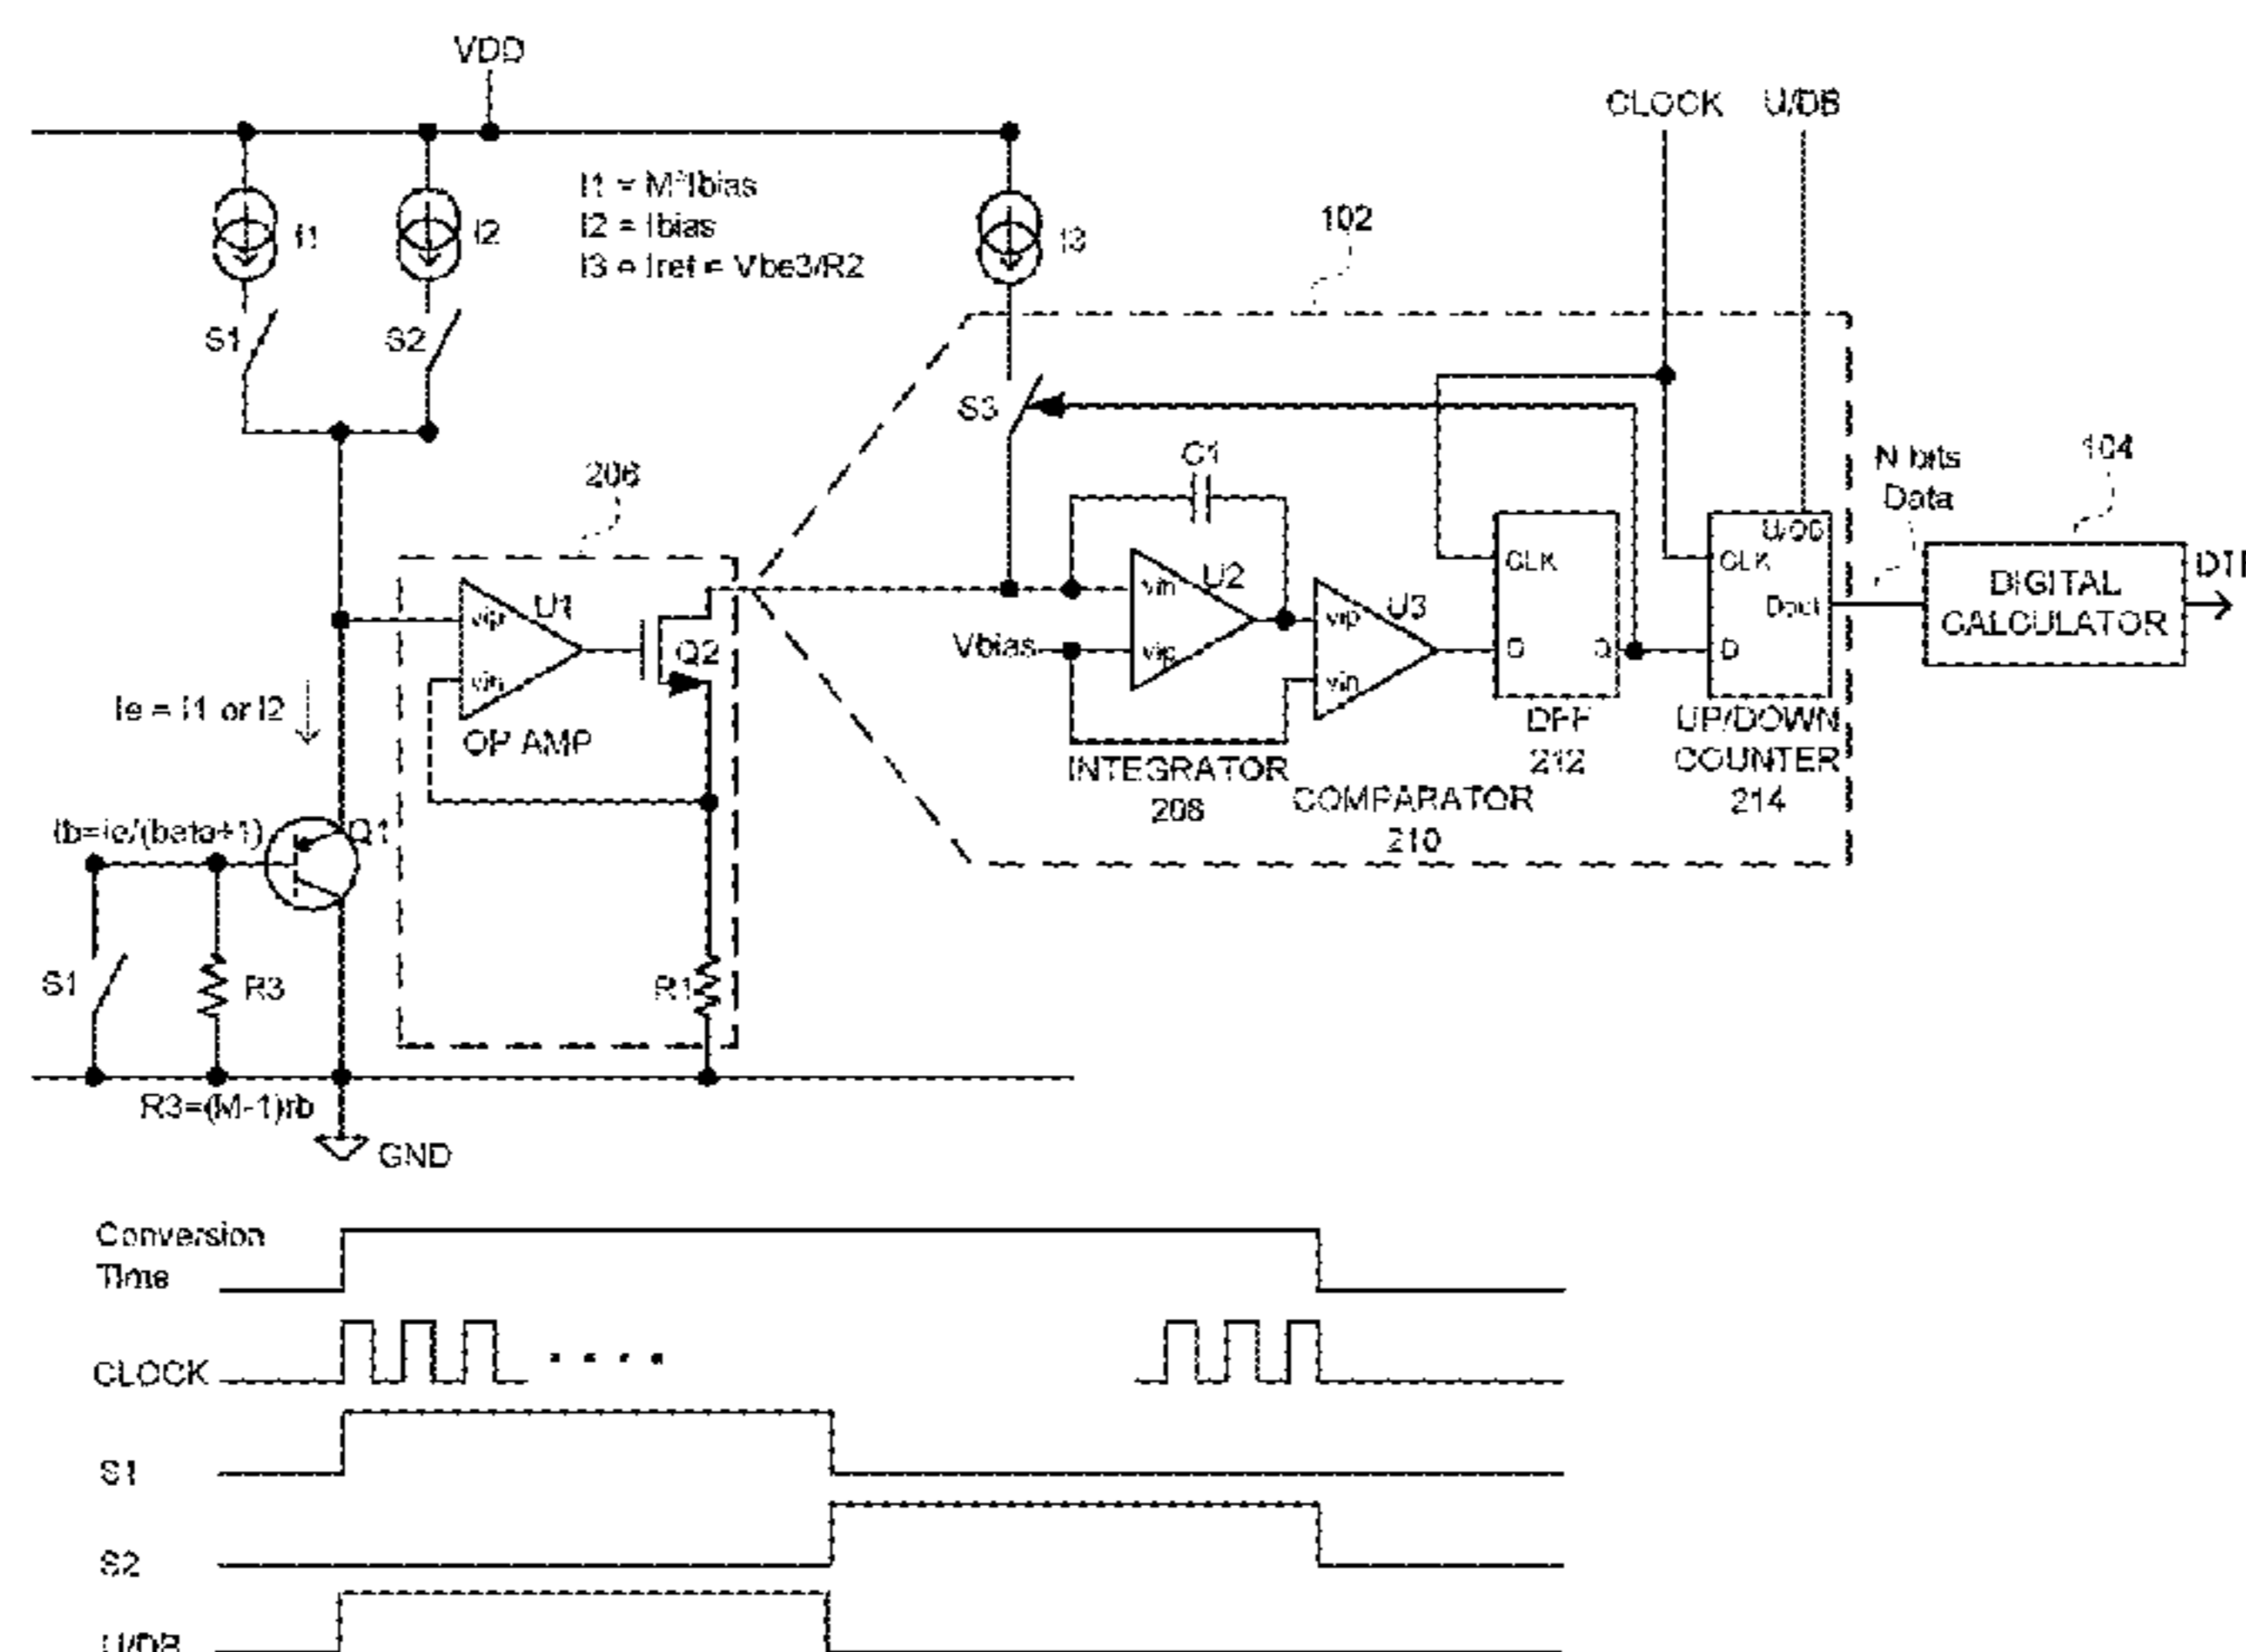 VDD
CLOCK
U/DB
I1 = M*Ibias
I2 = Ibias
I3 = Iref = Vbe3/R2
I1
I2
I3
102
S1
S2
S3
C1
206
N bits
Data
104
vip
vin
U1
OP AMP
Q2
Vbias
vin
vip
U2
INTEGRATOR
208
vip
vin
U3
COMPARATOR
210
CLK
D
Q
DFF
212
U/DB
CLK
Dout
D
UP/DOWN
COUNTER
214
DIGITAL
CALCULATOR
Ie = I1 or I2
Ib=Ie/(beta+1)
Q1
S1
R3
R1
R3=(M-1)rb
GND
Conversion
Time
CLOCK
S1
S2
U/DB